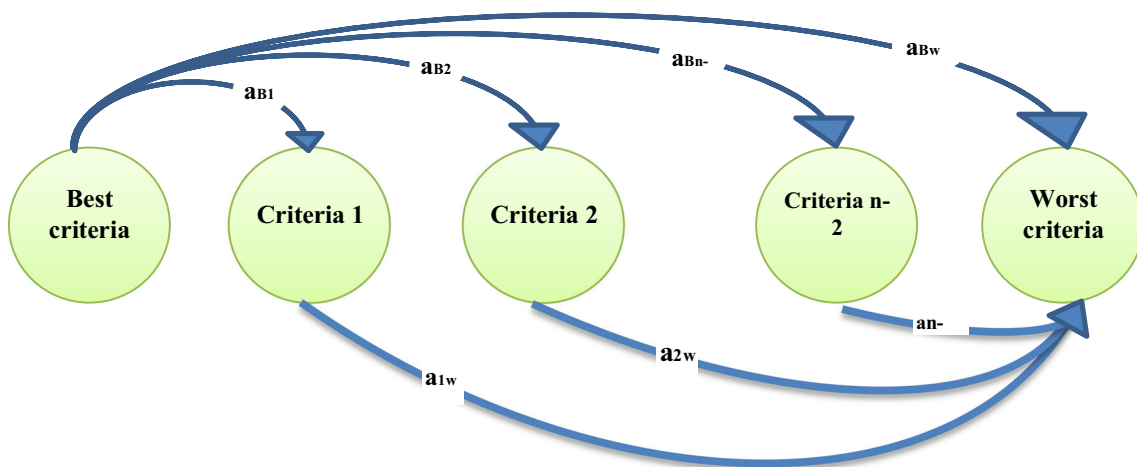 aBw
aBn-
aB2
aB1
Best
criteria
Criteria 1
Criteria 2
Criteria n-
2
Worst
criteria
an-
a2w
a1w